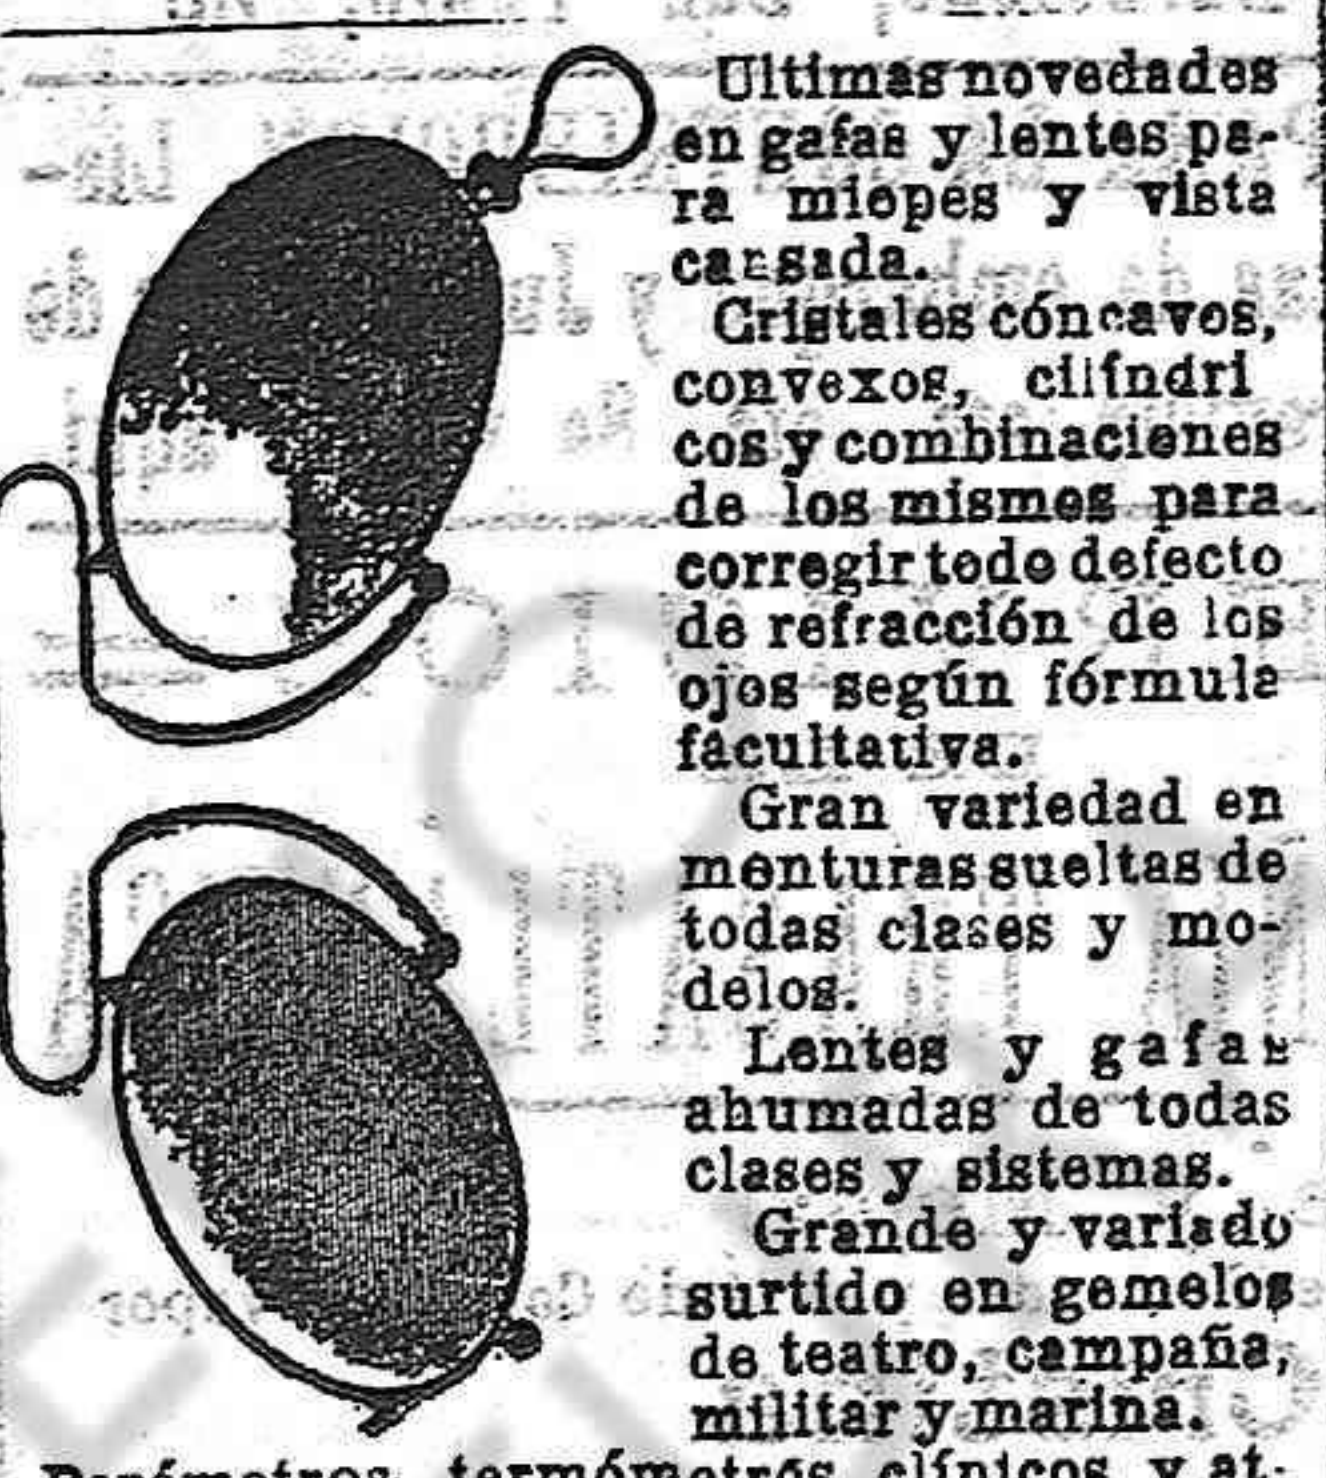 Ultimas novedades
en gafas y lentes pa-
ra miopes y vista
cansada.
Cristales cóncavos,
convexos, cilíndri
cos y combinaciones
de los mismos para
corregir todo defecto
de refracción de los
ojos según fórmula
facultativa.
Gran variedad en
monturas sueltas de
todas clases y mo-
delos.
Lentes y gafas
ahumadas de todas
clases y sistemas.
Grande y variado
surtido en gemelos
de teatro, campaña,
militar y marina.
termómetros clínicos y at-